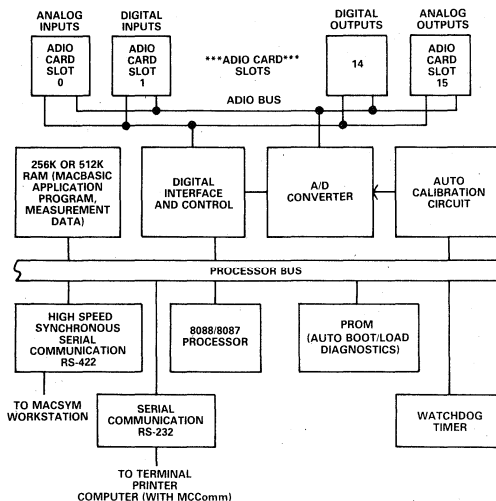 ANALOG INPUTS
DIGITAL INPUTS
DIGITAL OUTPUTS
ANALOG OUTPUTS
ADIO CARD SLOT 0
ADIO CARD SLOT 1
***ADIO CARD*** SLOTS
14
ADIO CARD SLOT 15
ADIO BUS
256K OR 512K
RAM (MACBASIC
APPLICATION
PROGRAM,
MEASUREMENT
DATA)
DIGITAL
INTERFACE
AND CONTROL
A/D
CONVERTER
AUTO
CALIBRATION
CIRCUIT
PROCESSOR BUS
HIGH SPEED
SYNCHRONOUS
SERIAL
COMMUNICATION
RS-422
8088/8087
PROCESSOR
PROM
(AUTO BOOT/LOAD
DIAGNOSTICS)
TO MACSYM
WORKSTATION
SERIAL
COMMUNICATION
RS-232
WATCHDOG
TIMER
TO TERMINAL
PRINTER
COMPUTER (WITH MCComm)